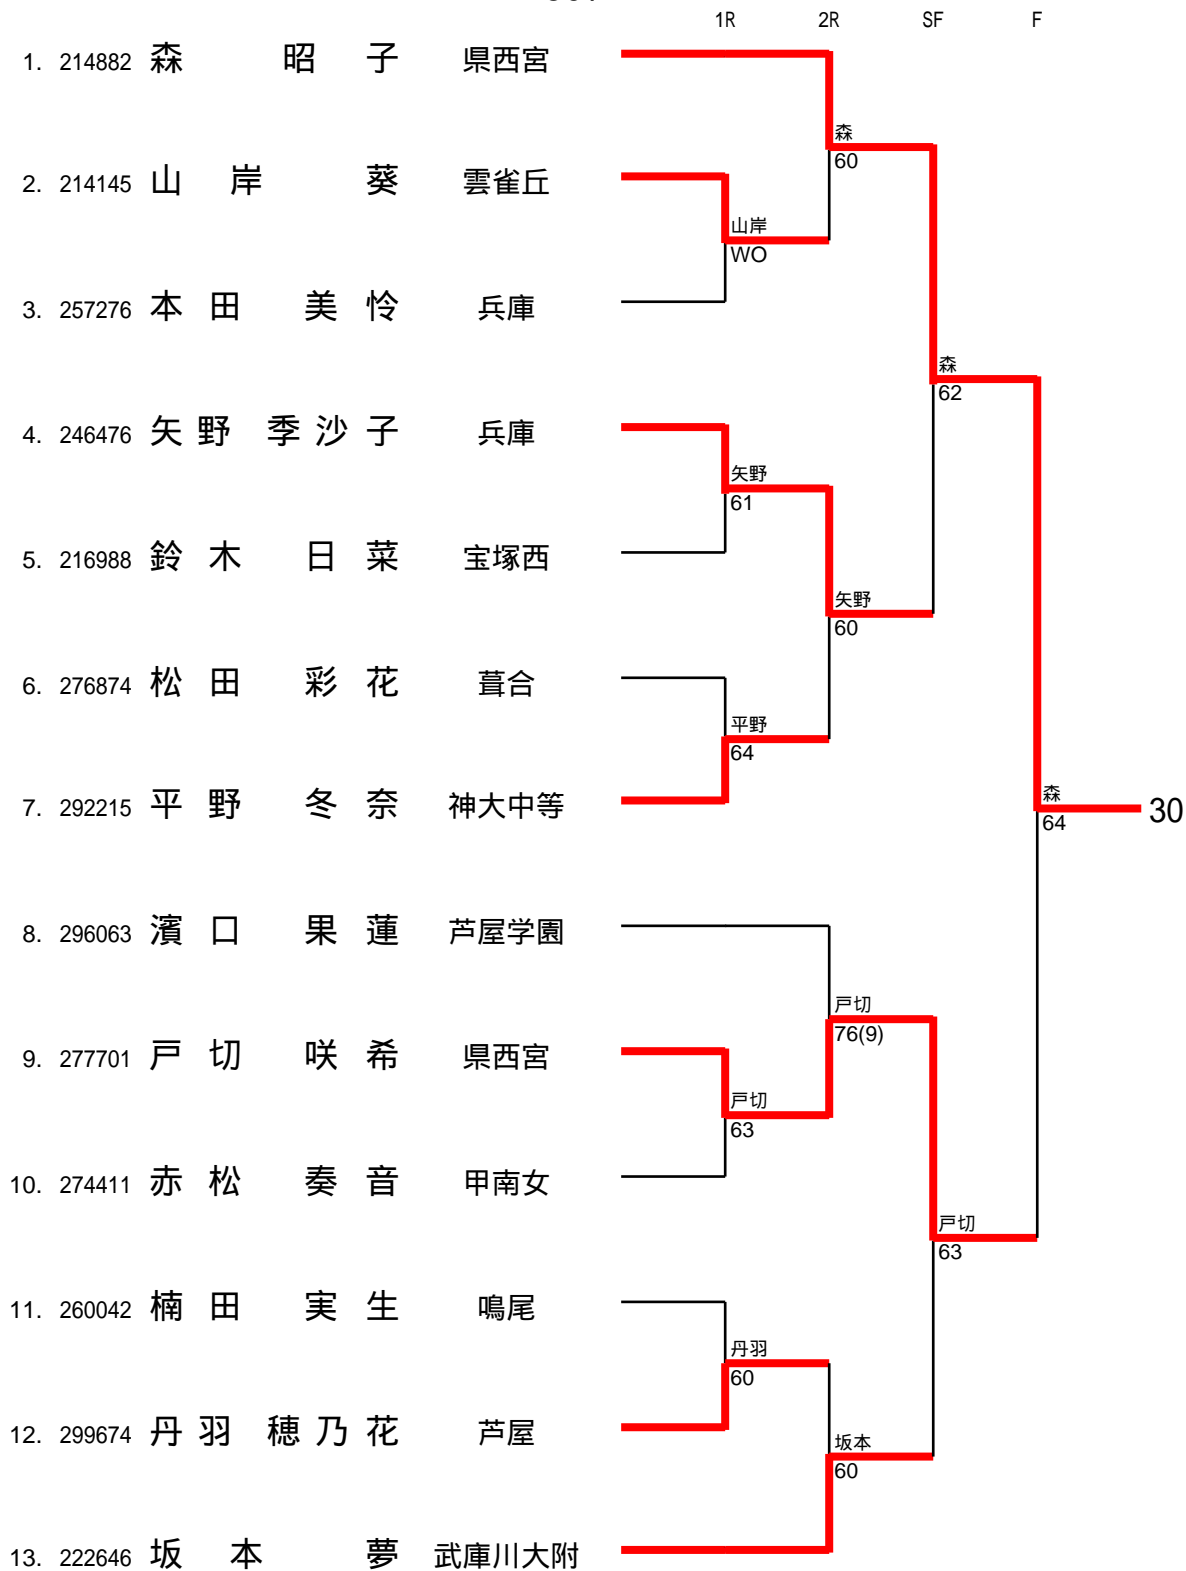 1R 2R SF F
1. 214882 森 昭 子 県西宮
森
60
2. 214145 山 岸 葵 雲雀丘
山岸
WO
3. 257276 本 田 美 怜 兵庫
森
62
4. 246476 矢 野 季 沙 子 兵庫
矢野
61
5. 216988 鈴 木 日 菜 宝塚西
矢野
60
6. 276874 松 田 彩 花 葺合
平野
64
7. 292215 平 野 冬 奈 神大中等
森
64
30
8. 296063 濱 口 果 蓮 芦屋学園
戸切
76(9)
9. 277701 戸 切 咲 希 県西宮
戸切
63
10. 274411 赤 松 奏 音 甲南女
戸切
63
11. 260042 楠 田 実 生 鳴尾
丹羽
60
12. 299674 丹 羽 穂 乃 花 芦屋
坂本
60
13. 222646 坂 本 夢 武庫川大附